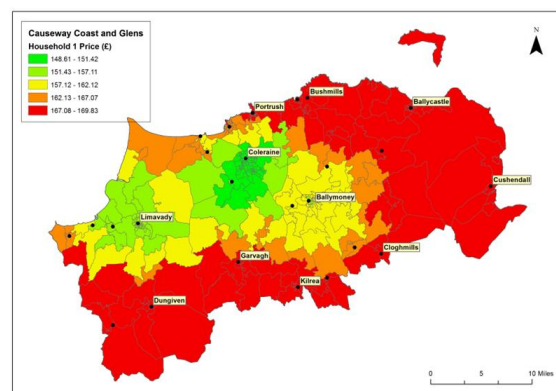 Causeway Coast and Glens
Household 1 Price (£)
148.61 - 151.42
151.43 - 157.11
157.12 - 162.12
162.13 - 167.07
167.08 - 169.83
N
Bushmills
Portrush
Ballycastle
Coleraine
Cushendall
Ballymoney
Limavady
Garvagh
Cloghmills
Kilrea
Dungiven
0 5 10 Miles